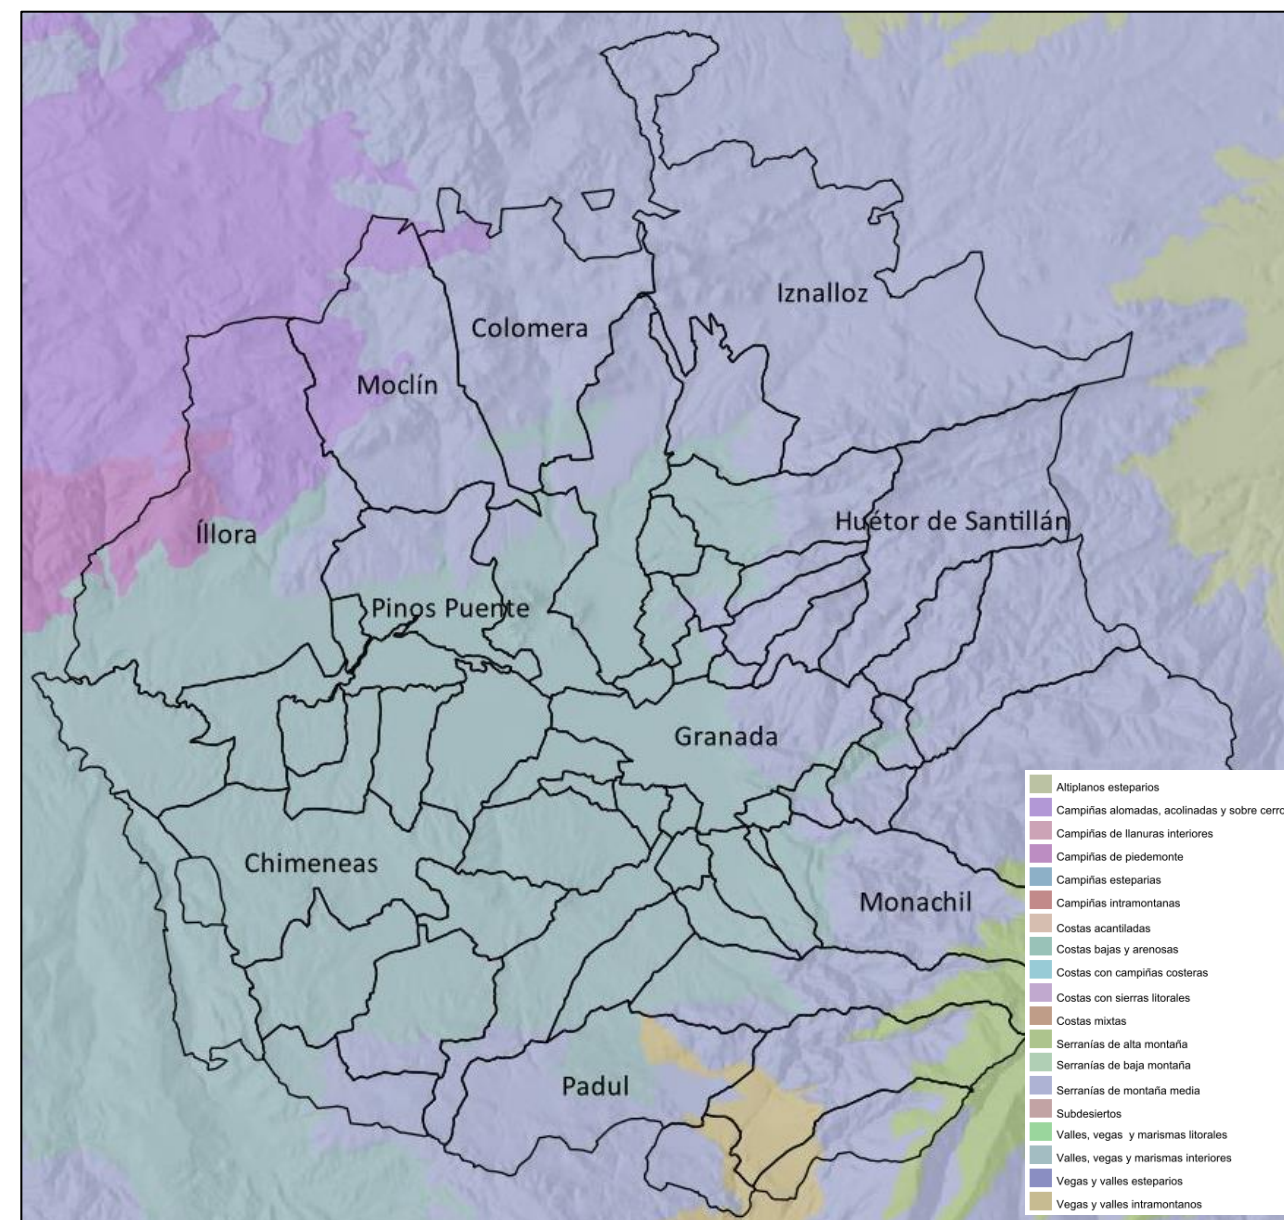 Iznalloz
Colomera
Moclín
Íllora
Huétor de Santillán
Pinos Puente
Granada
Chimeneas
Monachil
Padul
Altiplanos esteparios
Campiñas alomadas, acolinadas y sobre cerro
Campiñas de llanuras interiores
Campiñas de piedemonte
Campiñas esteparias
Campiñas intramontanas
Costas acantiladas
Costas bajas y arenosas
Costas con campiñas costeras
Costas con sierras litorales
Costas mixtas
Serranías de alta montaña
Serranías de baja montaña
Serranías de montaña media
Subdesiertos
Valles, vegas y marismas litorales
Valles, vegas y marismas interiores
Vegas y valles esteparios
Vegas y valles intramontanos